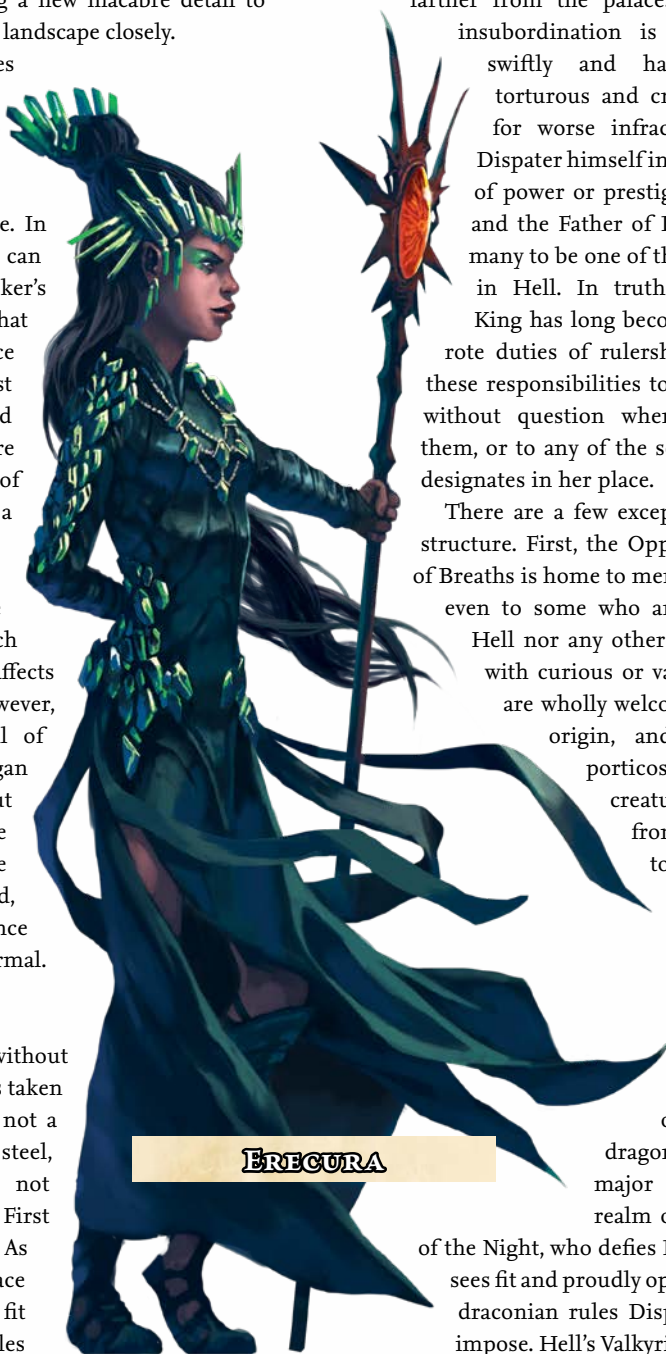 g a new macabre detail to
landscape closely.
es
e. In
can
ker's
hat
ce
st
d
re
of
a
e
ch
ffects
wever,
l of
gan
ut
e
e
d,
nce
rmal.
without
s taken
not a
steel,
not
First
As
ace
fit
les
farther from the palace.
insubordination is
swiftly and ha
torturous and cr
for worse infrac
Dispater himself in
of power or prestig
and the Father of
many to be one of th
in Hell. In truth
King has long beco
rote duties of rulersh
these responsibilities to
without question when
them, or to any of the se
designates in her place.
There are a few excep
structure. First, the Opp
of Breaths is home to mer
even to some who a
Hell nor any other
with curious or va
are wholly welco
origin, and
porticos
creatu
from
to
d
drago
major
realm o
of the Night, who defies
sees fit and proudly op
draconian rules Disp
impose. Hell's Valkyri
Erecura